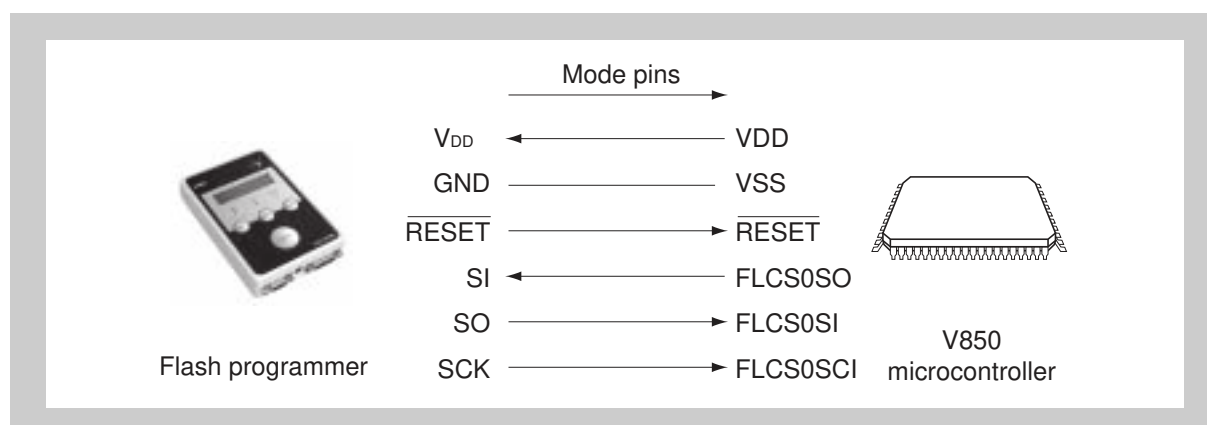 Mode pins
VDD VDD
GND VSS
RESET RESET
SI FLCS0SO
SO FLCS0SI
SCK FLCS0SCI
Flash programmer
V850
microcontroller